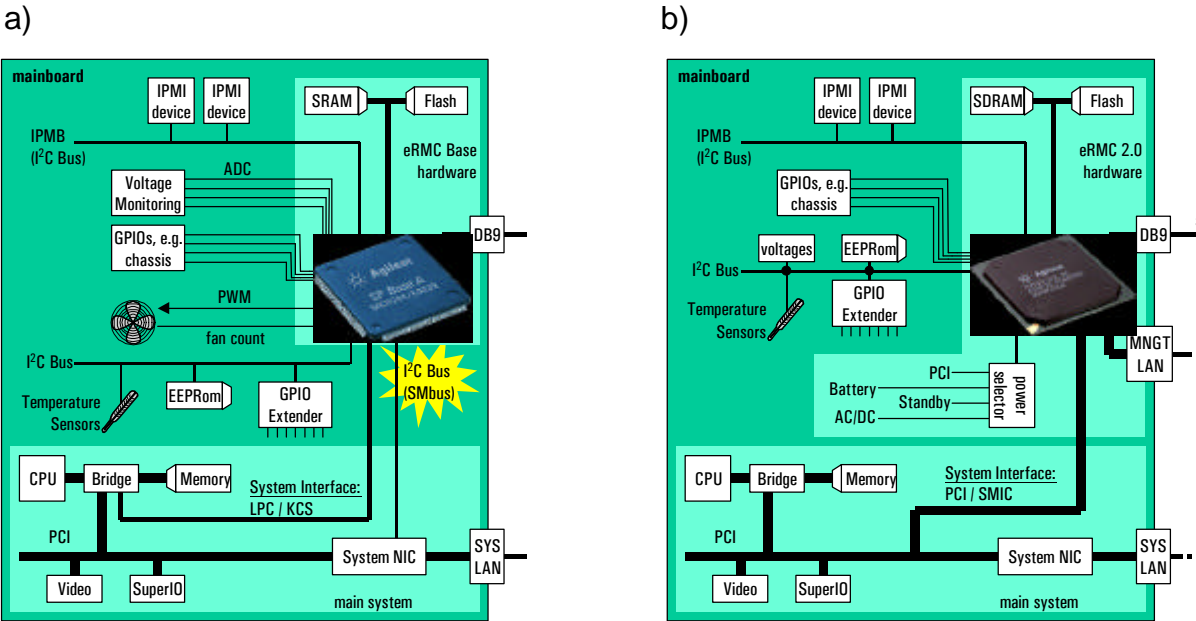 a)
mainboard
IPMI
device
IPMI
device
SRAM
Flash
IPMB
(I²C Bus)
eRMC Base
hardware
ADC
Voltage
Monitoring
GPIOs, e.g.
chassis
DB9
Agilent
PWM
fan count
I²C Bus
I²C Bus
(SMbus)
Temperature
Sensors
EEPRom
GPIO
Extender
CPU
Bridge
Memory
System Interface:
LPC / KCS
PCI
System NIC
SYS
LAN
Video
SuperIO
main system
b)
mainboard
IPMI
device
IPMI
device
SDRAM
Flash
IPMB
(I²C Bus)
eRMC 2.0
hardware
GPIOs, e.g.
chassis
DB9
voltages
EEPRom
I²C Bus
Agilent
Temperature
Sensors
GPIO
Extender
MNGT
LAN
PCI
Battery
Standby
AC/DC
power
selector
CPU
Bridge
Memory
System Interface:
PCI / SMIC
PCI
System NIC
SYS
LAN
Video
SuperIO
main system